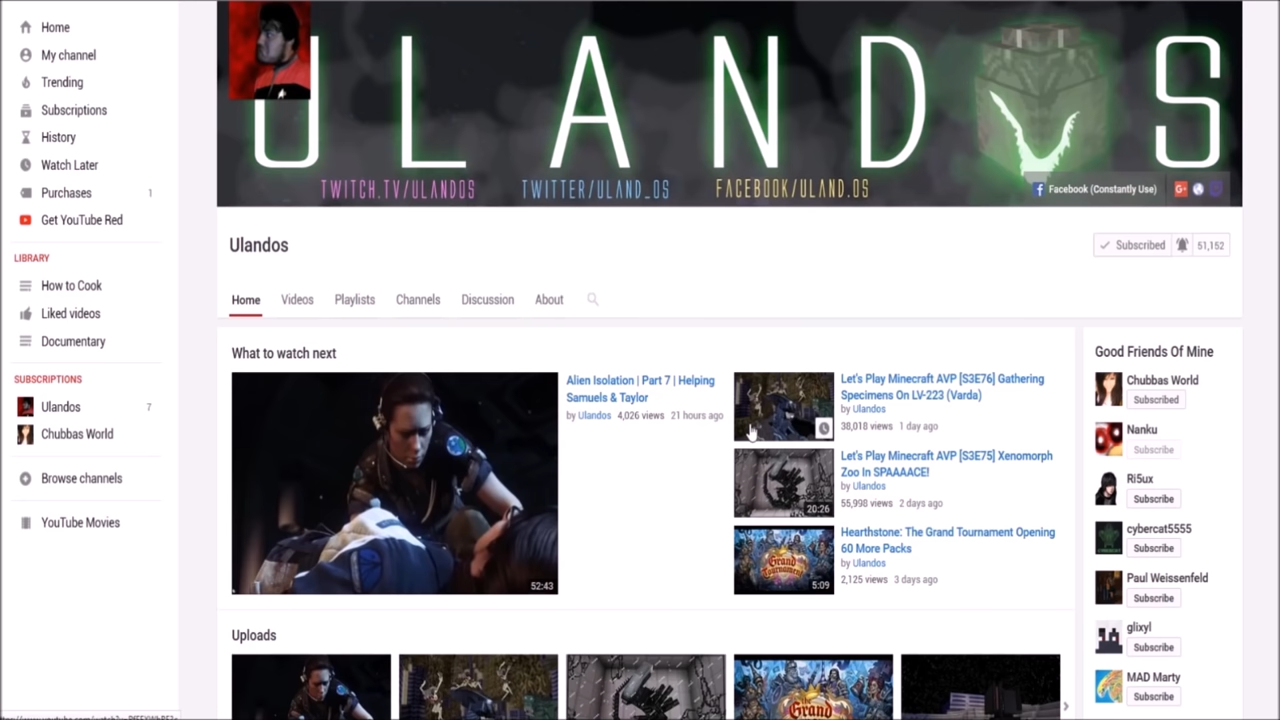 Home
My channel
Trending
Subscriptions
History
Watch Later
Purchases 1
Get YouTube Red
LIBRARY
How to Cook
Liked videos
Documentary
SUBSCRIPTIONS
Ulandos 7
Chubbas World
Browse channels
YouTube Movies
ULANDOS
TWITCH.TV/ULANDOS TWITTER/ULAND_OS FACEBOOK/ULAND.OS
Facebook (Constantly Use)
Ulandos
Subscribed 51,152
Home Videos Playlists Channels Discussion About
What to watch next
52:43
Alien Isolation | Part 7 | Helping
Samuels & Taylor
by Ulandos 4,026 views 21 hours ago
Let's Play Minecraft AVP [S3E76] Gathering
Specimens On LV-223 (Varda)
by Ulandos
38,018 views 1 day ago
20:26
Let's Play Minecraft AVP [S3E75] Xenomorph
Zoo In SPAAAACE!
by Ulandos
55,998 views 2 days ago
Grand
Tournament
5:09
Hearthstone: The Grand Tournament Opening
60 More Packs
by Ulandos
2,125 views 3 days ago
Uploads
the
Grand
Good Friends Of Mine
Chubbas World
Subscribed
Nanku
Subscribe
Ri5ux
Subscribe
cybercat5555
Subscribe
Paul Weissenfeld
Subscribe
glixyl
Subscribe
MAD Marty
Subscribe